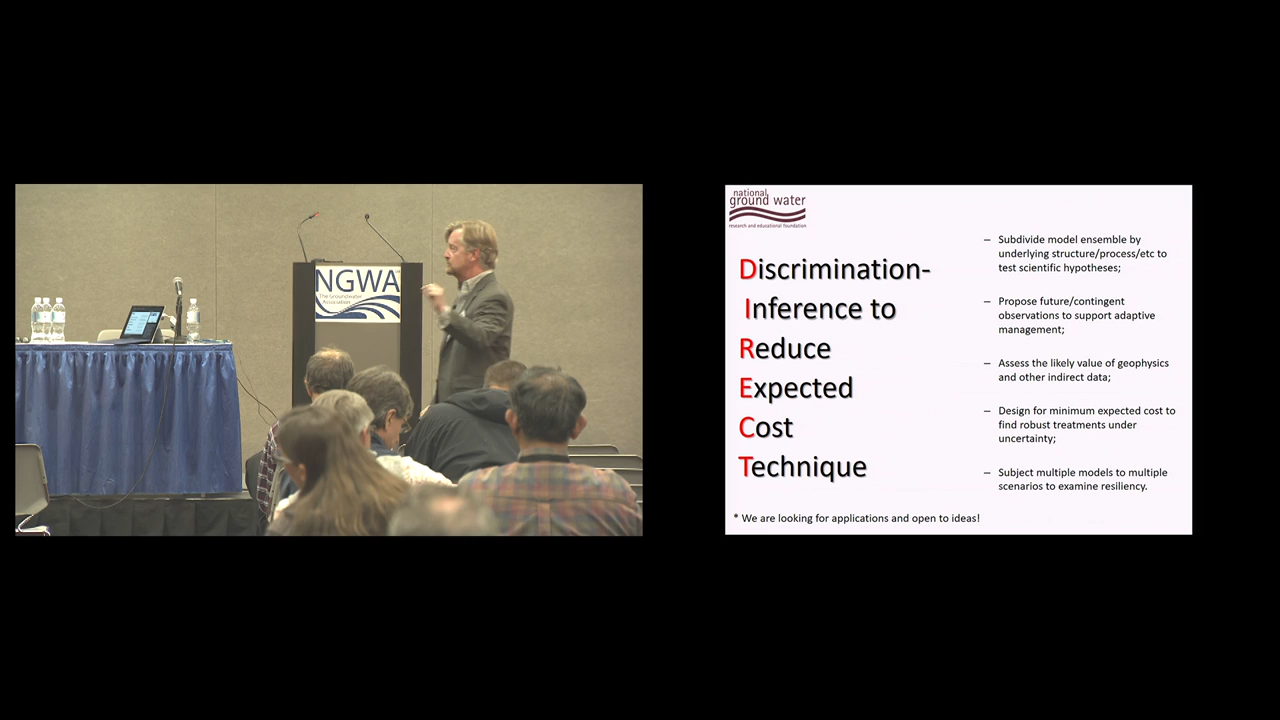 NGWA
The Groundwater
Association
national
ground water
research and educational foundation
Discrimination-
Inference to
Reduce
Expected
Cost
Technique
– Subdivide model ensemble by
underlying structure/process/etc to
test scientific hypotheses;
– Propose future/contingent
observations to support adaptive
management;
– Assess the likely value of geophysics
and other indirect data;
– Design for minimum expected cost to
find robust treatments under
uncertainty;
– Subject multiple models to multiple
scenarios to examine resiliency.
* We are looking for applications and open to ideas!